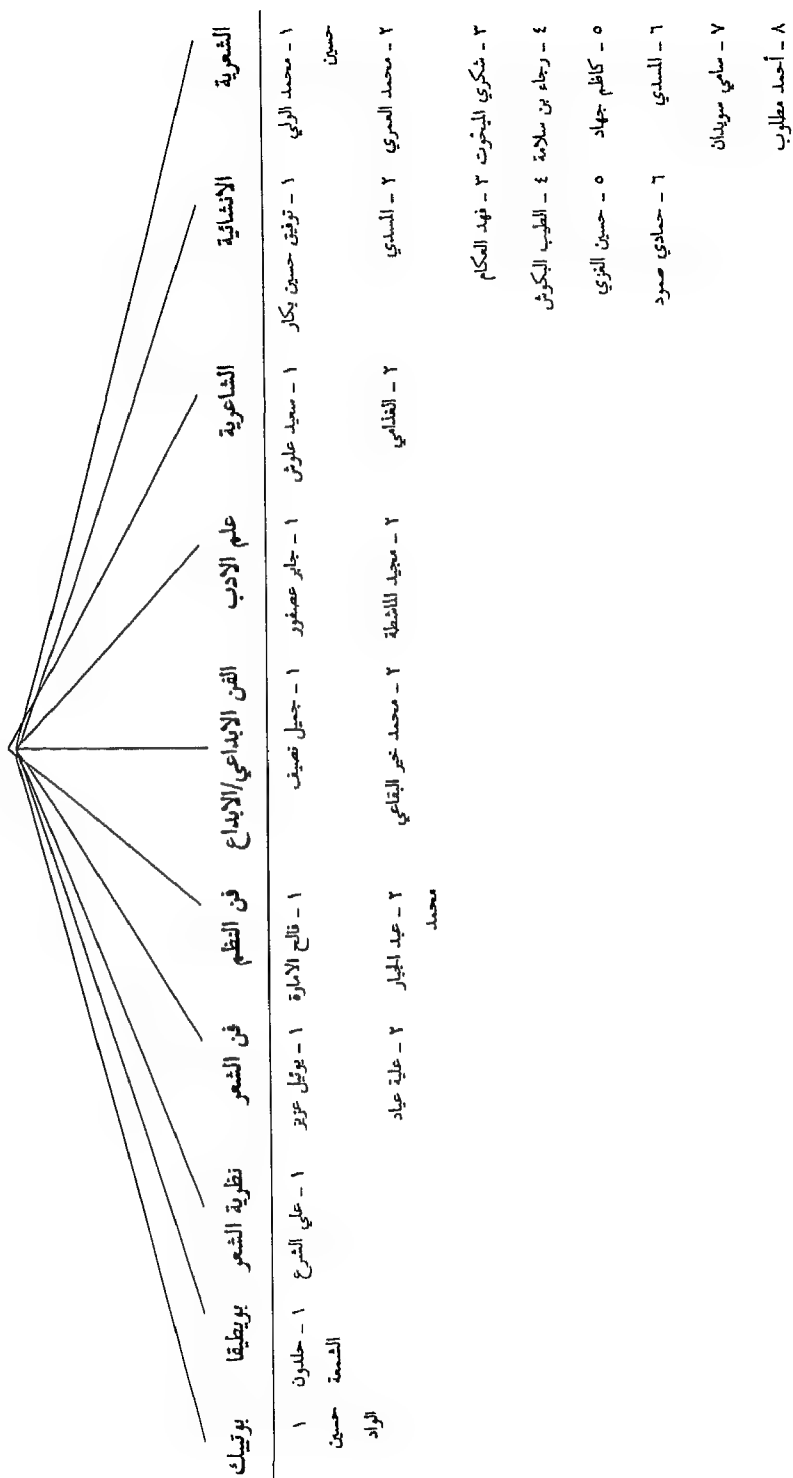 الشعرية
١ - محمد الولي
حسين
٢ - محمد العمري
٣ - شكري المبخوت
٤ - رجاء بن سلامة
٥ - كاظم جهاد
٦ - المسدي
٧ - سامي سويدان
٨ - أحمد مطلوب
الانشائية
١ - توفيق حسين بكار
٢ - المسدي
٣ - فهد العكام
٤ - الطيب البكوش
٥ - حسين الغزي
٦ - حمادي صمود
الشاعرية
١ - سعيد علوش
٢ - الغذامي
علم الادب
١ - جابر عصفور
٢ - مجيد الماشطة
الفن الابداعي/الابداع
١ - جميل نصيف
٢ - محمد خير البقاعي
فن النظم
١ - فالح الامارة
٢ - عبد الجبار
محمد
فن الشعر
١ - يوئيل عزيز
٢ - علية عياد
نظرية الشعر
١ - علي الشرع
بويطيقا
١ - خلدون
الشمعة
بوتييك
١
حسين
الواد